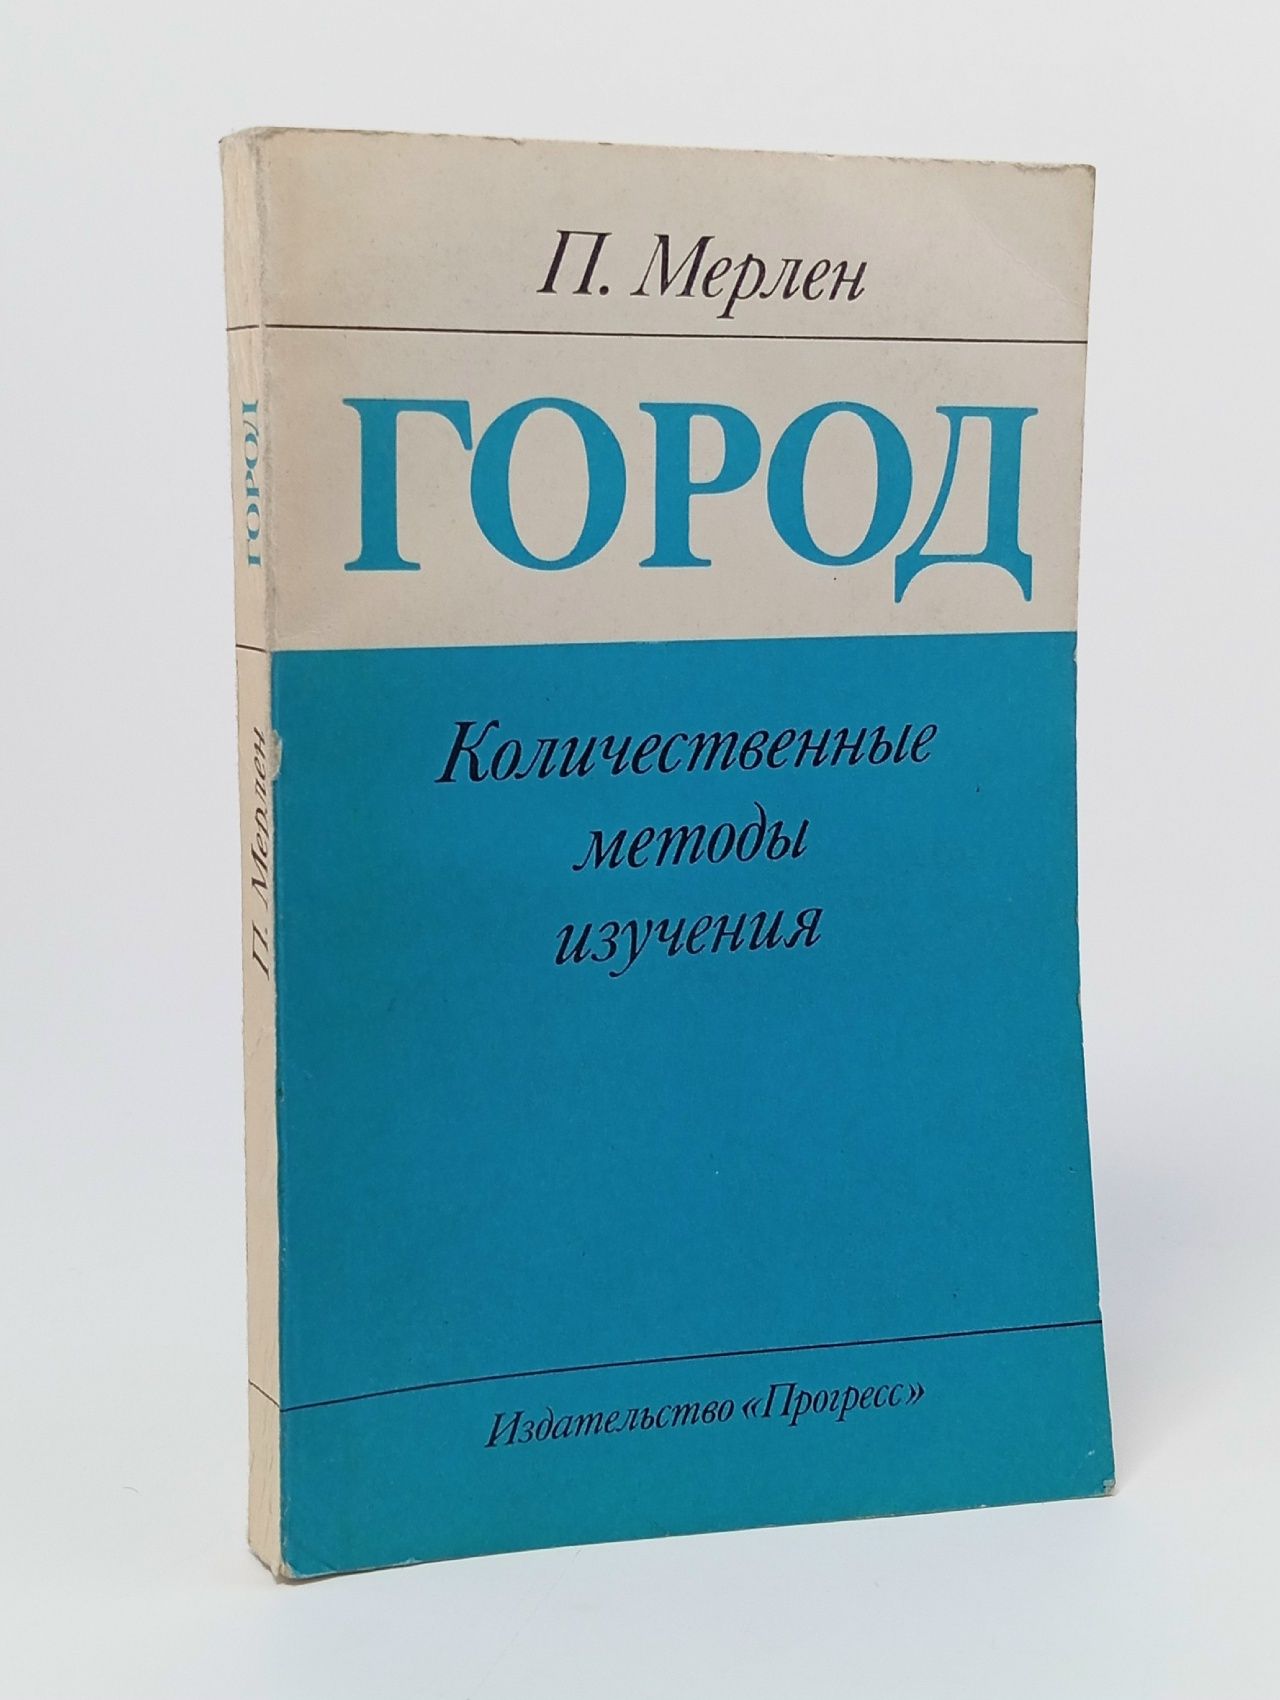 П. Мерлен
ГОРОД
Количественные
методы
изучения
Издательство «Прогресс»
ГОРОД
П. Мерлен